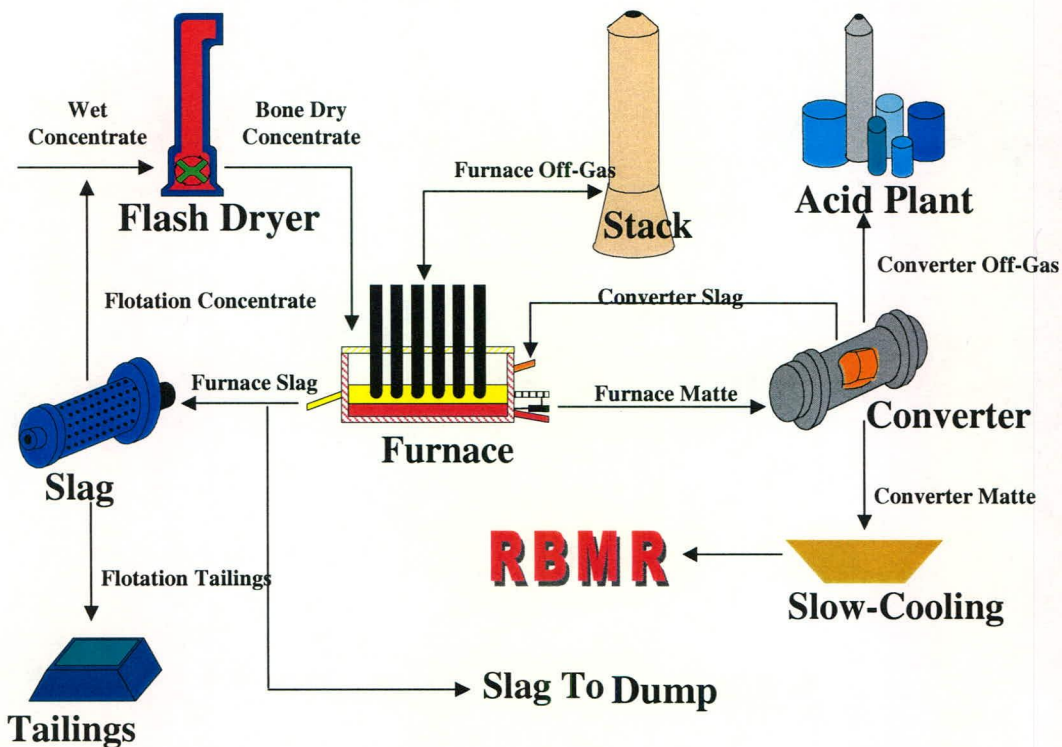 Wet
Concentrate
Bone Dry
Concentrate
Furnace Off-Gas
Flash Dryer
Stack
Acid Plant
Converter Off-Gas
Flotation Concentrate
Converter Slag
Furnace Slag
Furnace Matte
Furnace
Converter
Slag
Converter Matte
RBMR
Flotation Tailings
Slow-Cooling
Slag To Dump
Tailings